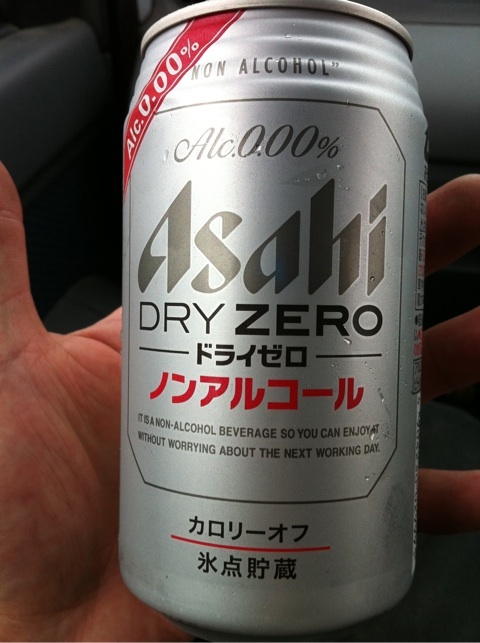 Alc.0.00%
NON ALCOHOL"
Alc.0.00%
Asahi
DRY ZERO
ドライゼロ
ノンアルコール
IT IS A NON-ALCOHOL BEVERAGE SO YOU CAN ENJOY AT
WITHOUT WORRYING ABOUT THE NEXT WORKING DAY.
カロリーオフ
氷点貯蔵